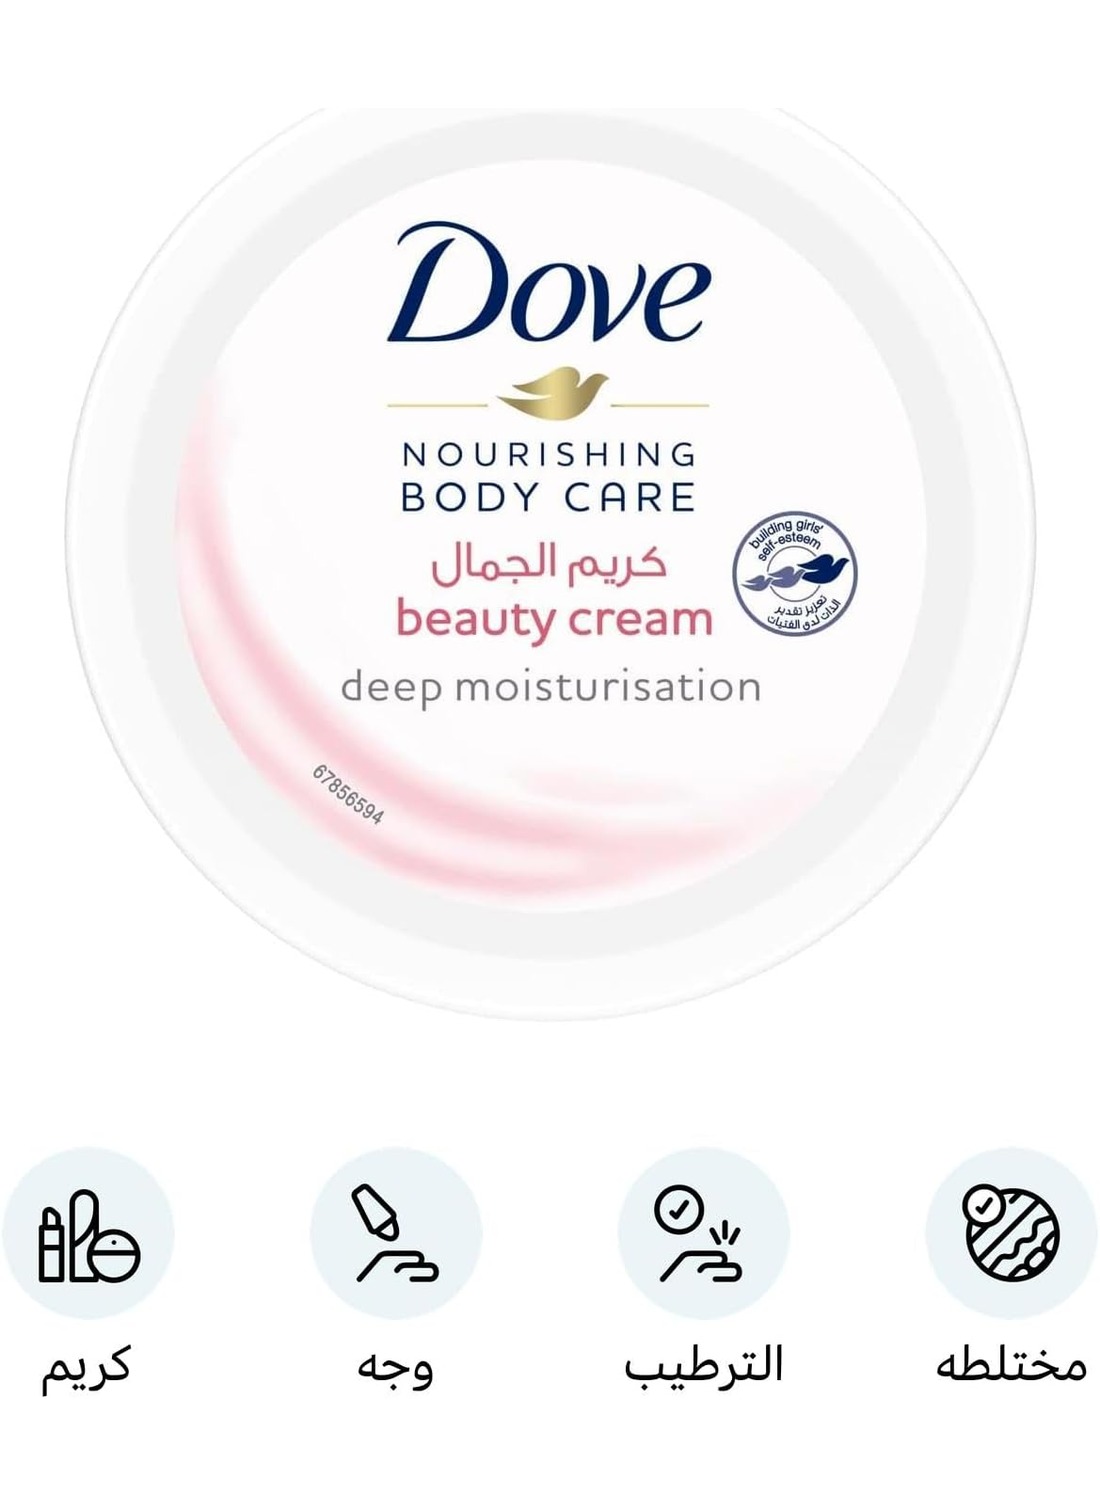 Dove
NOURISHING
BODY CARE
كريم الجمال
beauty cream
deep moisturisation
building girls'
self-esteem
تعزيز تقدير
الذات لدى الفتيات
67856594
مختلطه
الترطيب
وجه
كريم